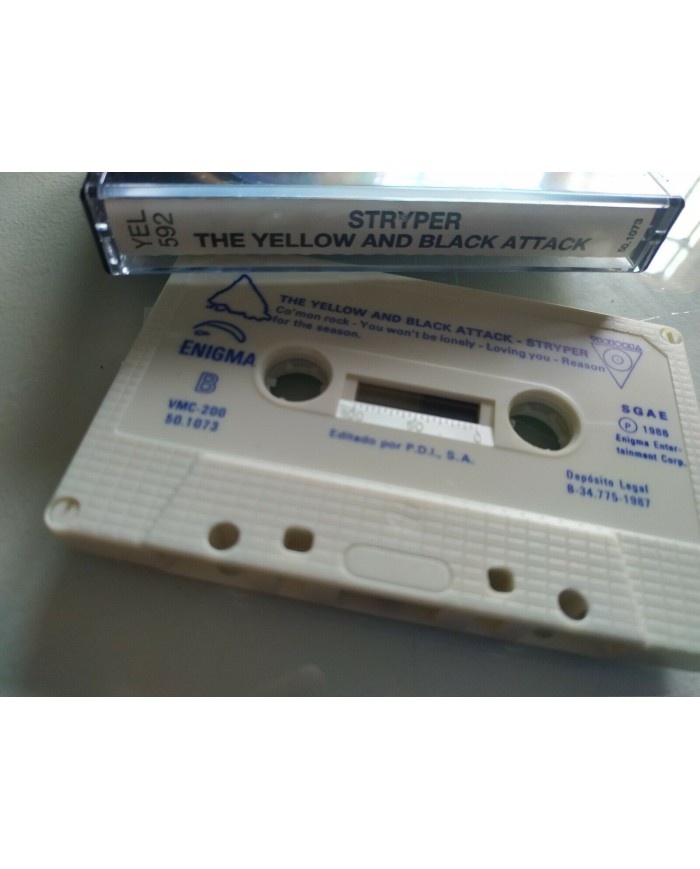 YEL
592
STRYPER
THE YELLOW AND BLACK ATTACK
50.1073
THE YELLOW AND BLACK ATTACK - STRYPER
Co'mon rock - You won't be lonely - Loving you - Reason
for the season.
ENIGMA
B
VMC-200
50.1073
Editado por P.D.I., S.A.
SGAE
Ⓟ 1986
Enigma Enter-
tainment Corp.
Depósito Legal
B-34.775-1987
50
0